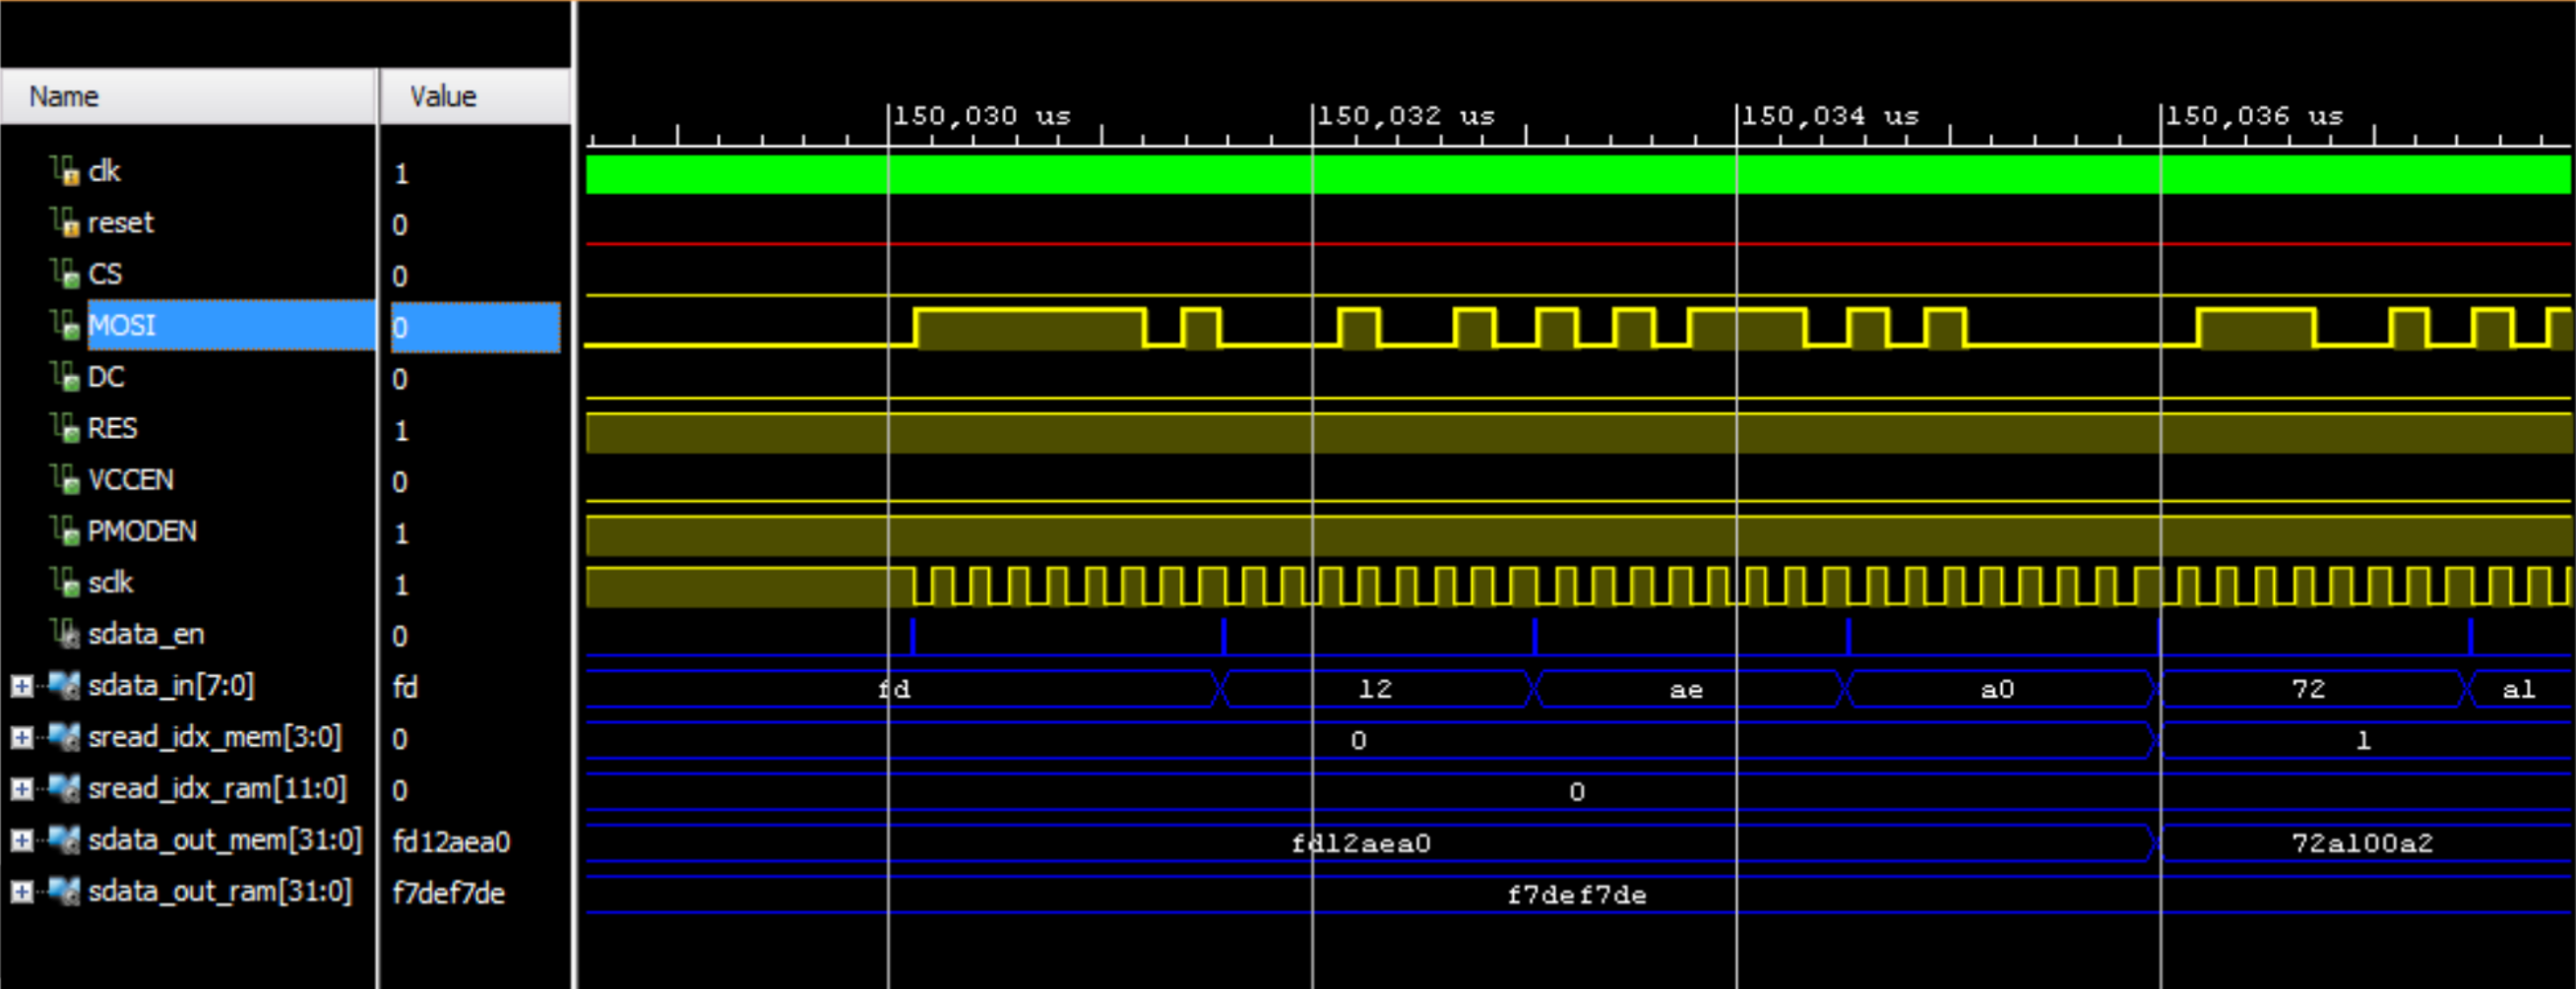 Name Value
150,030 us 150,032 us 150,034 us 150,036 us
clk 1
reset 0
CS 0
MOSI 0
DC 0
RES 1
VCCEN 0
PMODEN 1
sclk 1
sdata_en 0
sdata_in[7:0] fd fd 12 ae a0 72 a1
sread_idx_mem[3:0] 0 0 1
sread_idx_ram[11:0] 0 0
sdata_out_mem[31:0] fd12aea0 fd12aea0 72a100a2
sdata_out_ram[31:0] f7def7de f7def7de